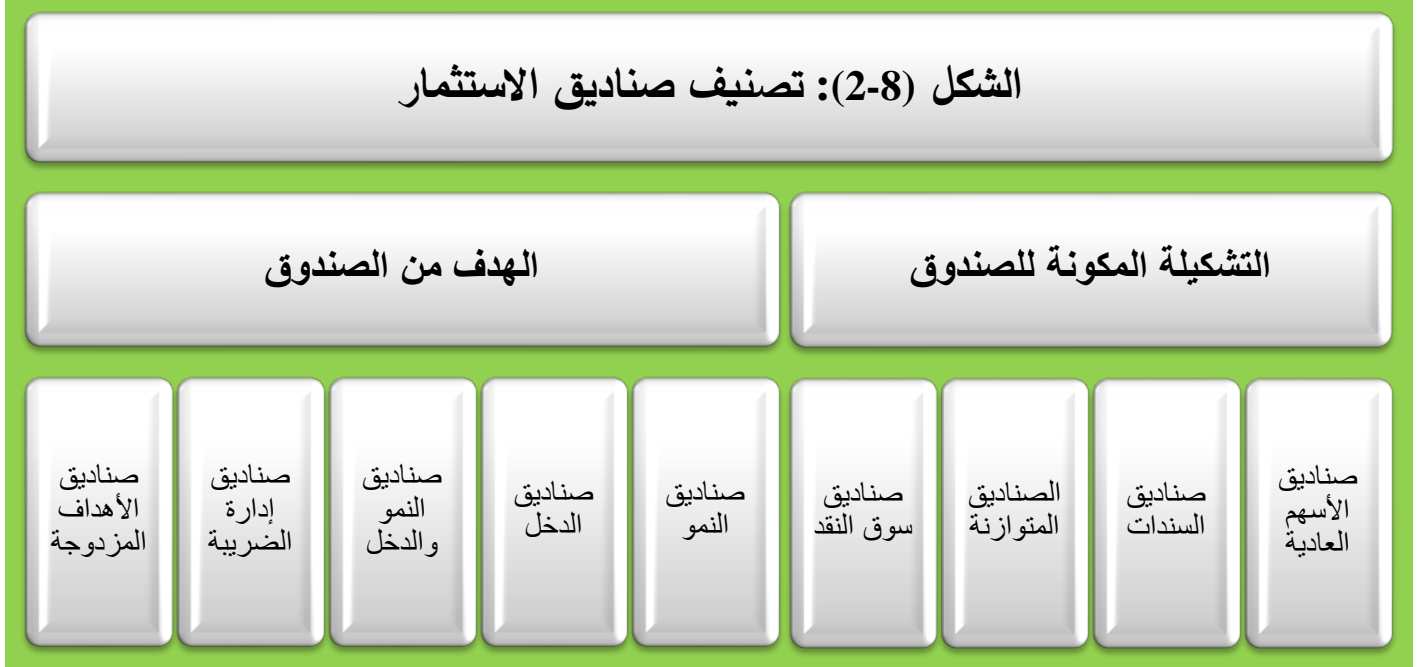 الشكل (8-2): تصنيف صناديق الاستثمار
التشكيلة المكونة للصندوق
الهدف من الصندوق
صناديق
الأسهم
العادية
صناديق
السندات
الصناديق
المتوازنة
صناديق
سوق النقد
صناديق
النمو
صناديق
الدخل
صناديق
النمو
والدخل
صناديق
إدارة
الضريبة
صناديق
الأهداف
المزدوجة